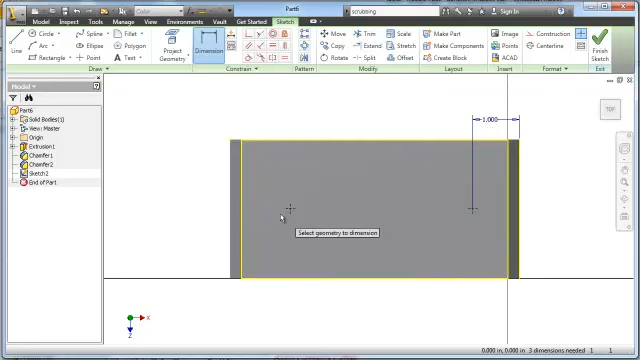 Color
Part6
scrubbing
Sign In
Model
Inspect
Tools
Manage
View
Environments
Vault
Get Started
Sketch
Line
Circle
Arc
Rectangle
Spline
Ellipse
Point
Fillet
Polygon
Text
Project
Geometry
Dimension
Move
Copy
Rotate
Trim
Extend
Split
Scale
Stretch
Offset
Make Part
Make Components
Create Block
Image
Points
ACAD
Construction
Centerline
Finish
Sketch
Draw
Constrain
Pattern
Modify
Layout
Insert
Format
Exit
Model
Part6
Solid Bodies(1)
View: Master
Origin
Extrusion1
Chamfer1
Chamfer2
Sketch2
End of Part
TOP
1.000
Select geometry to dimension
X
Z
0.000 in, 0.000 in 3 dimensions needed 1 1